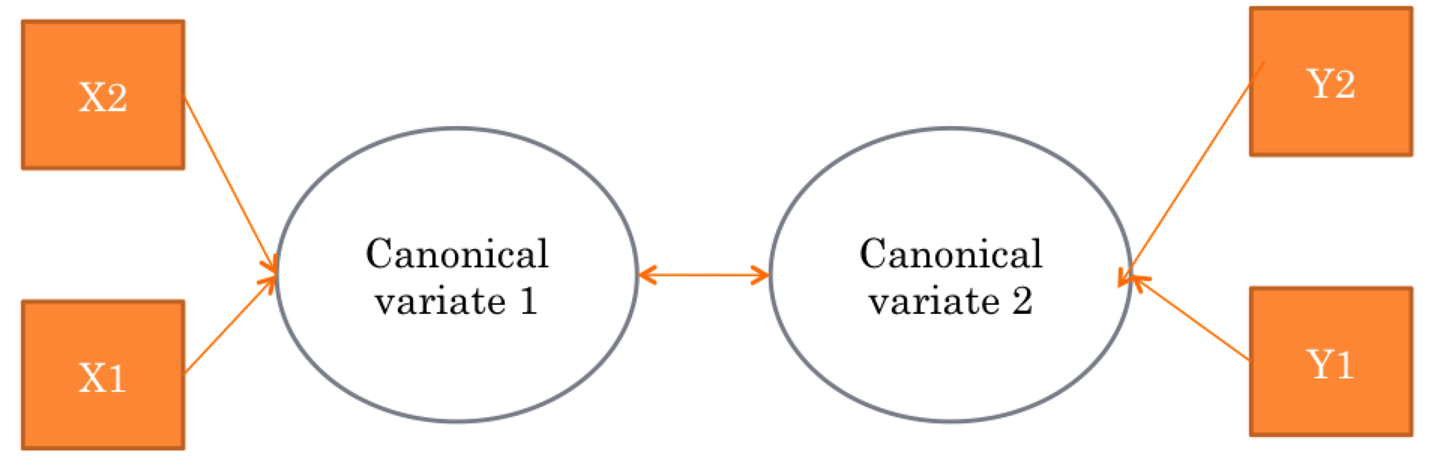 X2
Y2
Canonical
variate 1
Canonical
variate 2
X1
Y1